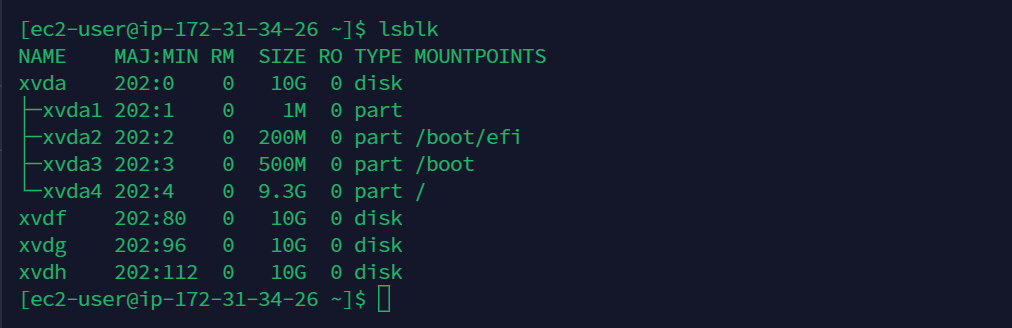 [ec2-user@ip-172-31-34-26 ~]$ lsblk
NAME    MAJ:MIN RM  SIZE RO TYPE MOUNTPOINTS
xvda    202:0    0   10G  0 disk
├─xvda1 202:1    0    1M  0 part
├─xvda2 202:2    0  200M  0 part /boot/efi
├─xvda3 202:3    0  500M  0 part /boot
└─xvda4 202:4    0  9.3G  0 part /
xvdf    202:80   0   10G  0 disk
xvdg    202:96   0   10G  0 disk
xvdh    202:112  0   10G  0 disk
[ec2-user@ip-172-31-34-26 ~]$